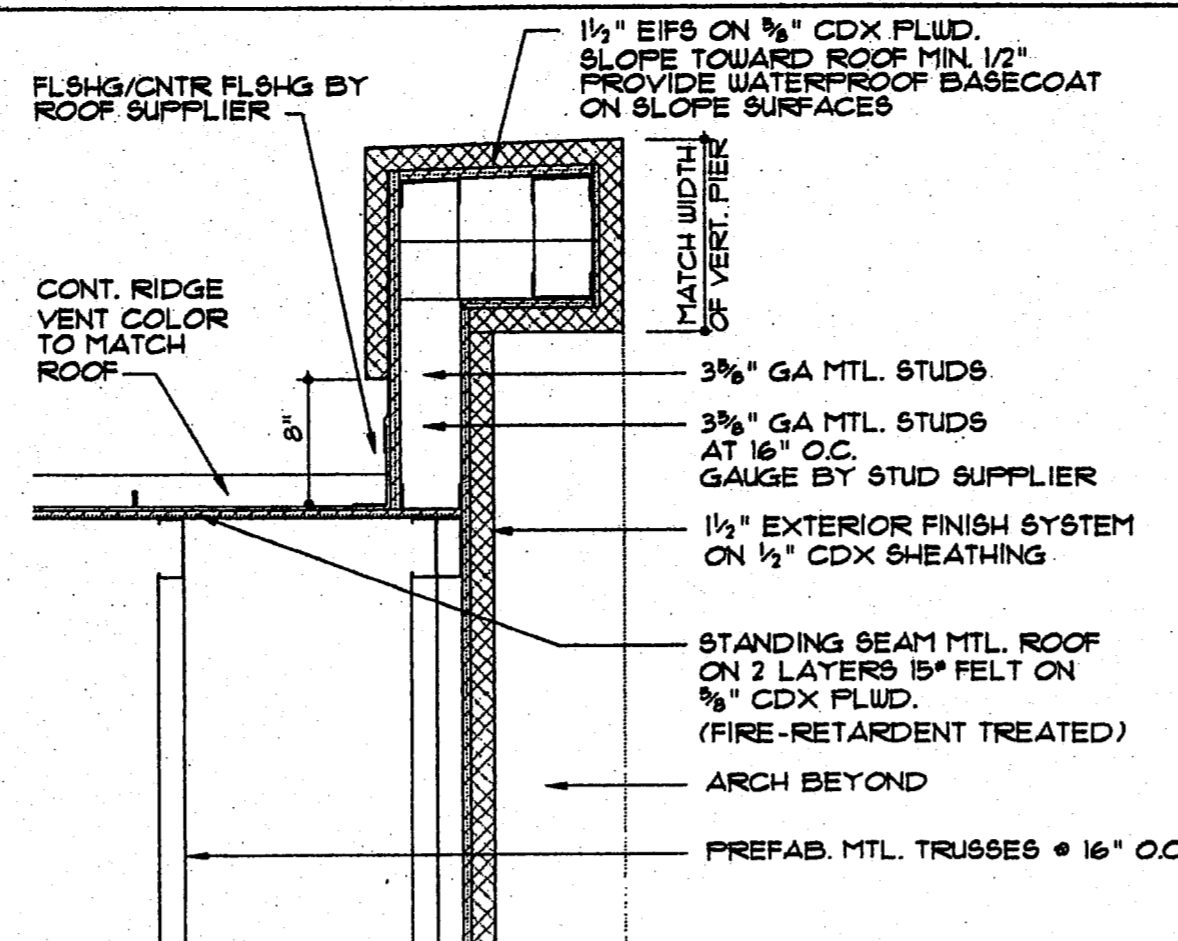 1½" EIFS ON ⅝" CDX PLWD.
SLOPE TOWARD ROOF MIN. 1/2"
PROVIDE WATERPROOF BASECOAT
ON SLOPE SURFACES
FLSHG/CNTR FLSHG BY
ROOF SUPPLIER
MATCH WIDTH
OF VERT. PIER
CONT. RIDGE
VENT COLOR
TO MATCH
ROOF
8"
3⅝" GA MTL. STUDS
3⅝" GA MTL. STUDS
AT 16" O.C.
GAUGE BY STUD SUPPLIER
1½" EXTERIOR FINISH SYSTEM
ON ½" CDX SHEATHING
STANDING SEAM MTL. ROOF
ON 2 LAYERS 15# FELT ON
⅝" CDX PLWD.
(FIRE-RETARDENT TREATED)
ARCH BEYOND
PREFAB. MTL. TRUSSES @ 16" O.C